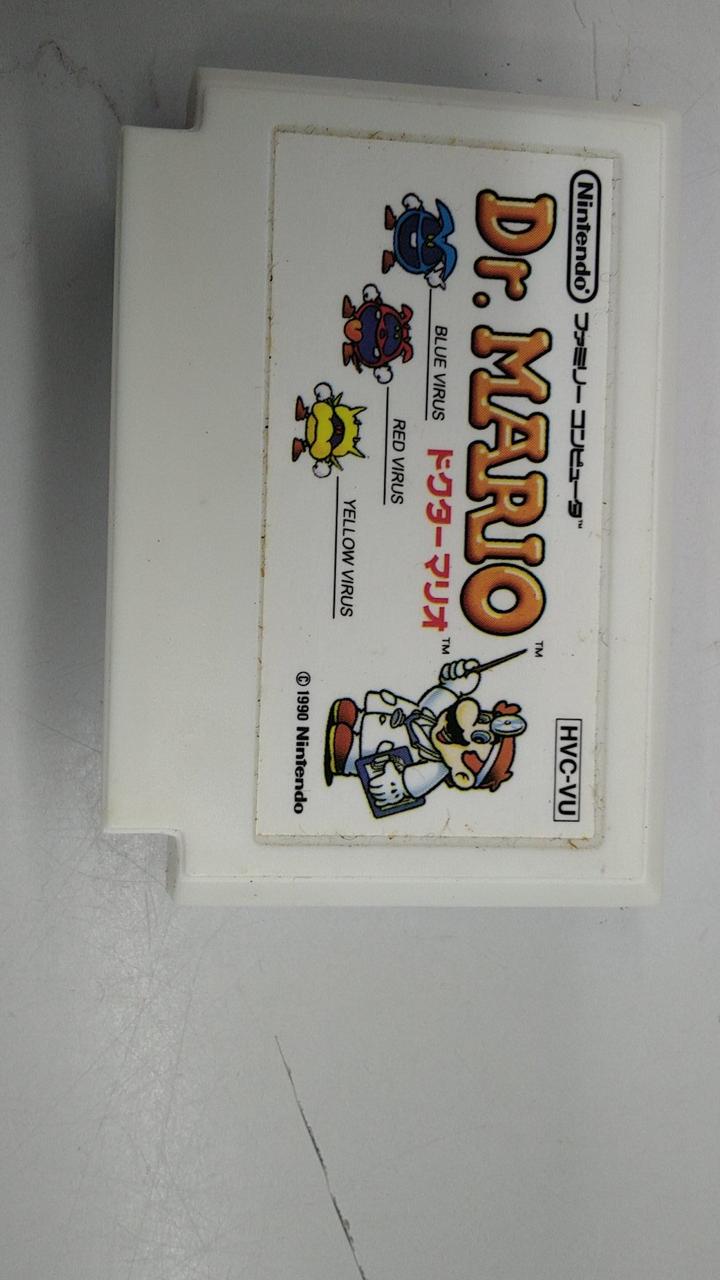 Nintendo® ファミリー コンピュータ™
HVC-VU
Dr. MARIO™
ドクターマリオ™
BLUE VIRUS
RED VIRUS
YELLOW VIRUS
© 1990 Nintendo